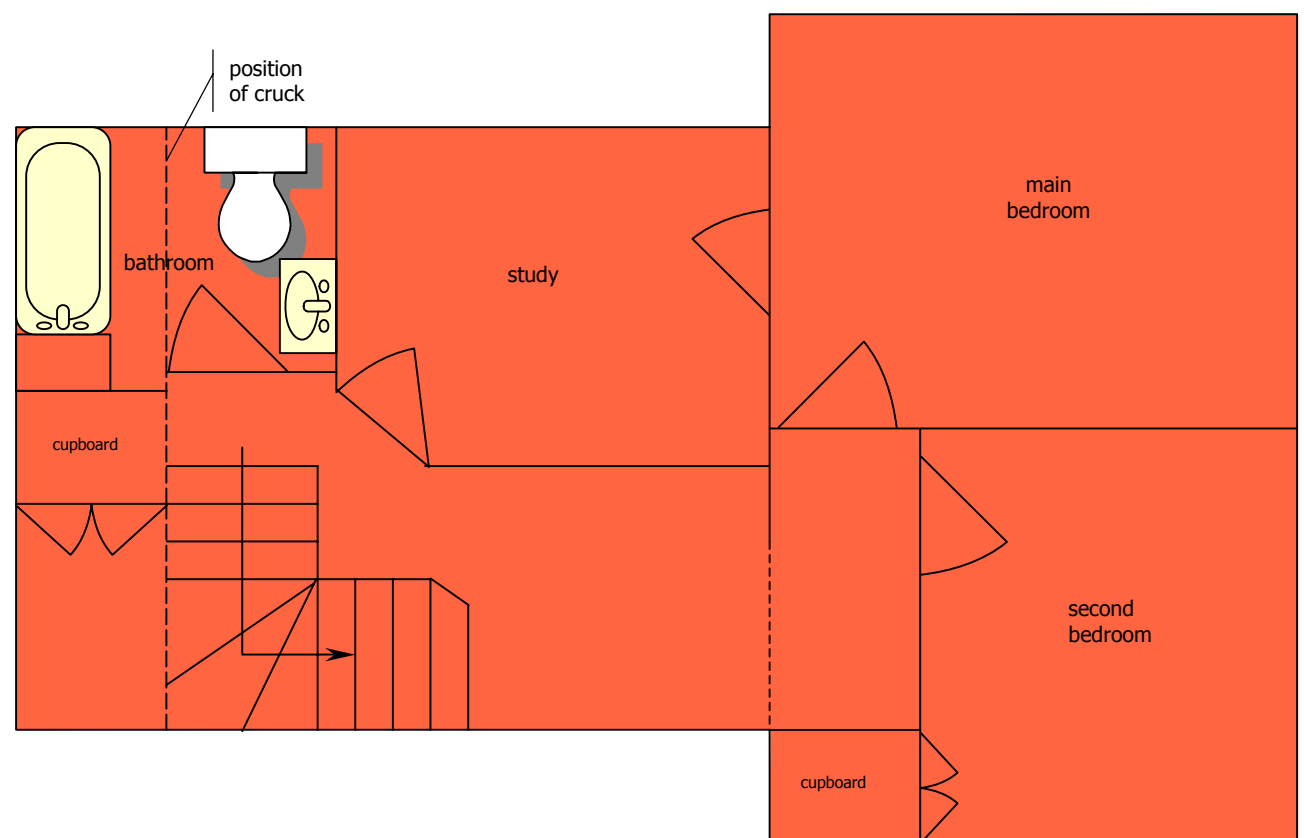 position
of cruck
main
bedroom
bathroom
study
cupboard
second
bedroom
cupboard